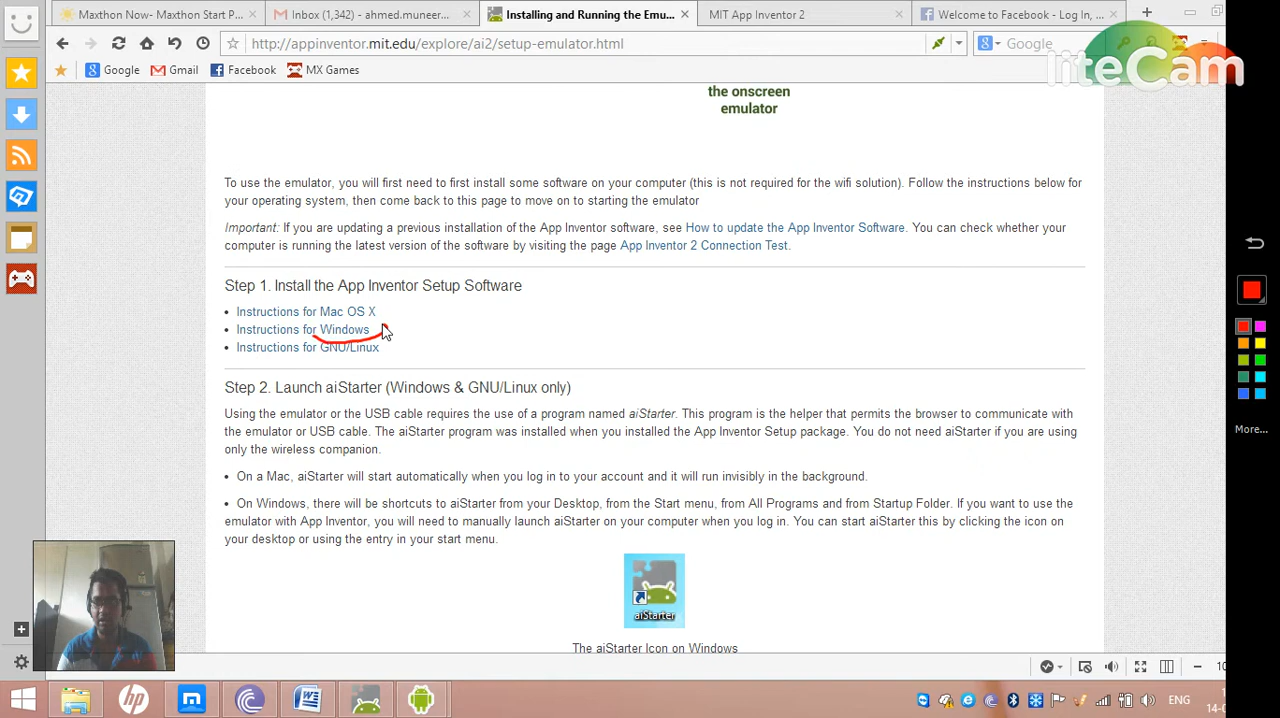 Maxthon Now- Maxthon Start P...
Inbox (1,342) - ahmed.muneer...
Installing and Running the Emu...
MIT App Inventor 2
Welcome to Facebook - Log In, ...
http://appinventor.mit.edu/explore/ai2/setup-emulator.html
Google
liteCam
Google
Gmail
Facebook
MX Games
the onscreen
emulator
To use the emulator, you will first need to first install some software on your computer (this is not required for the wifi solution). Follow the instructions below for
your operating system, then come back to this page to move on to starting the emulator
Important: If you are updating a previous installation of the App Inventor software, see How to update the App Inventor Software. You can check whether your
computer is running the latest version of the software by visiting the page App Inventor 2 Connection Test.
Step 1. Install the App Inventor Setup Software
• Instructions for Mac OS X
• Instructions for Windows
• Instructions for GNU/Linux
Step 2. Launch aiStarter (Windows & GNU/Linux only)
Using the emulator or the USB cable requires the use of a program named aiStarter. This program is the helper that permits the browser to communicate with
the emulator or USB cable. The aiStarter program was installed when you installed the App Inventor Setup package. You do not need aiStarter if you are using
only the wireless companion.
• On a Mac, aiStarter will start automatically when you log in to your account and it will run invisibly in the background.
• On Windows, there will be shortcuts to aiStarter from your Desktop, from the Start menu, from All Programs and from Startup Folder. If you want to use the
emulator with App Inventor, you will need to manually launch aiStarter on your computer when you log in. You can start aiStarter this by clicking the icon on
your desktop or using the entry in your start menu.
aiStarter
The aiStarter Icon on Windows
More...
10
hp
ENG
14-0